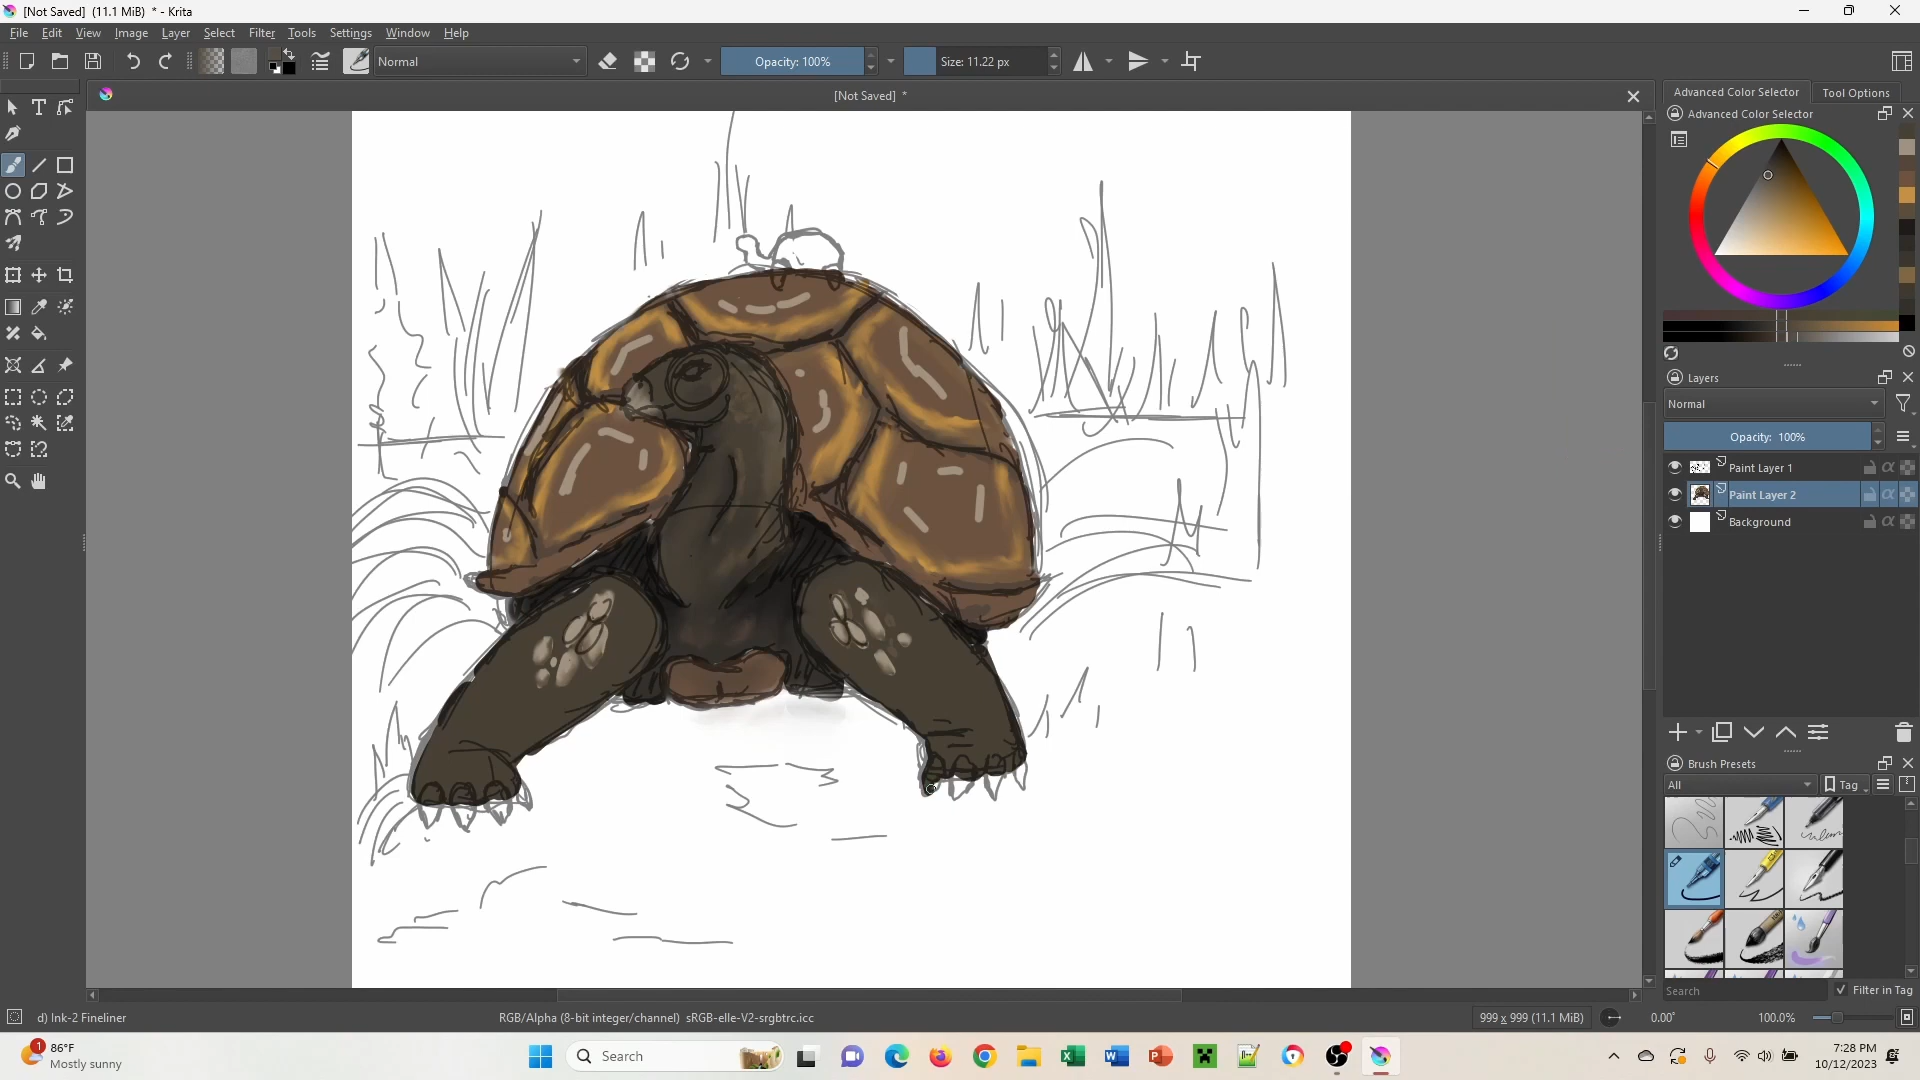 [Not Saved] (11.1 MiB) * - Krita
File Edit View Image Layer Select Filter Tools Settings Window Help
Normal
Opacity: 100%
Size: 11.22 px
[Not Saved] *
Advanced Color Selector
Tool Options
Advanced Color Selector
Layers
Normal
Opacity: 100%
Paint Layer 1
Paint Layer 2
Background
Brush Presets
All
Tag
Search
Filter in Tag
d) Ink-2 Fineliner
RGB/Alpha (8-bit integer/channel) sRGB-elle-V2-srgbtrc.icc
999 x 999 (11.1 MiB)
0.00°
100.0%
1
86°F
Mostly sunny
Search
7:28 PM
10/12/2023